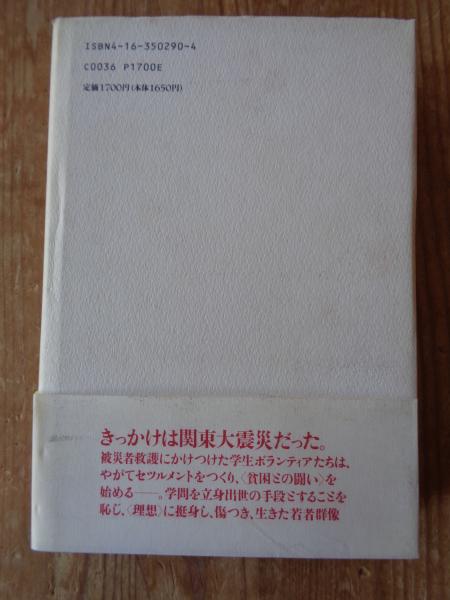 ISBN4-16-350290-4
C0036 P1700E
定価1700円(本体1650円)
きっかけは関東大震災だった。
被災者救護にかけつけた学生ボランティアたちは、
やがてセツルメントをつくり、〈貧困との闘い〉を
始める――。学問を立身出世の手段とすることを
恥じ、〈理想〉に挺身し、傷つき、生きた若者群像